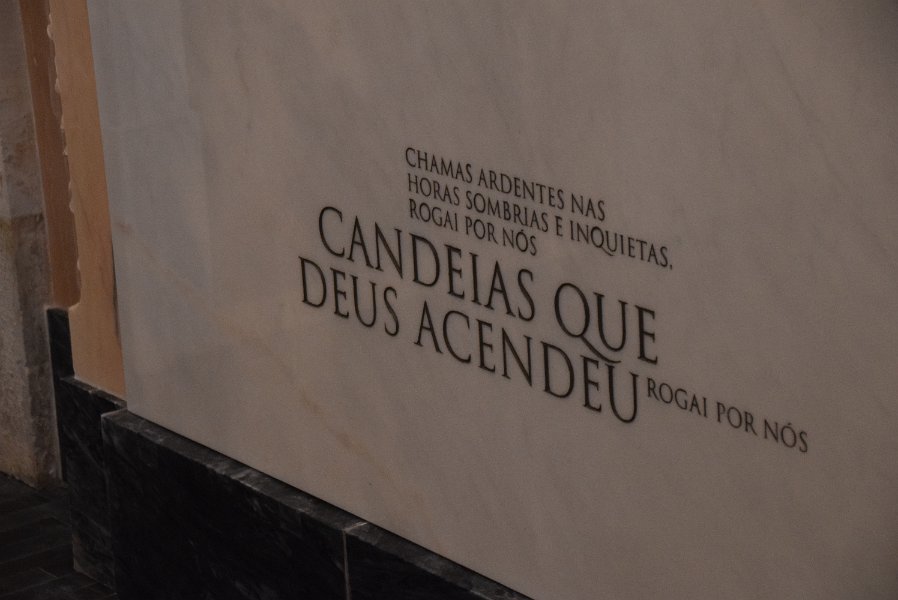 CHAMAS ARDENTES NAS
HORAS SOMBRIAS E INQUIETAS,
ROGAI POR NÓS
CANDEIAS QUE
DEUS ACENDEU ROGAI POR NÓS